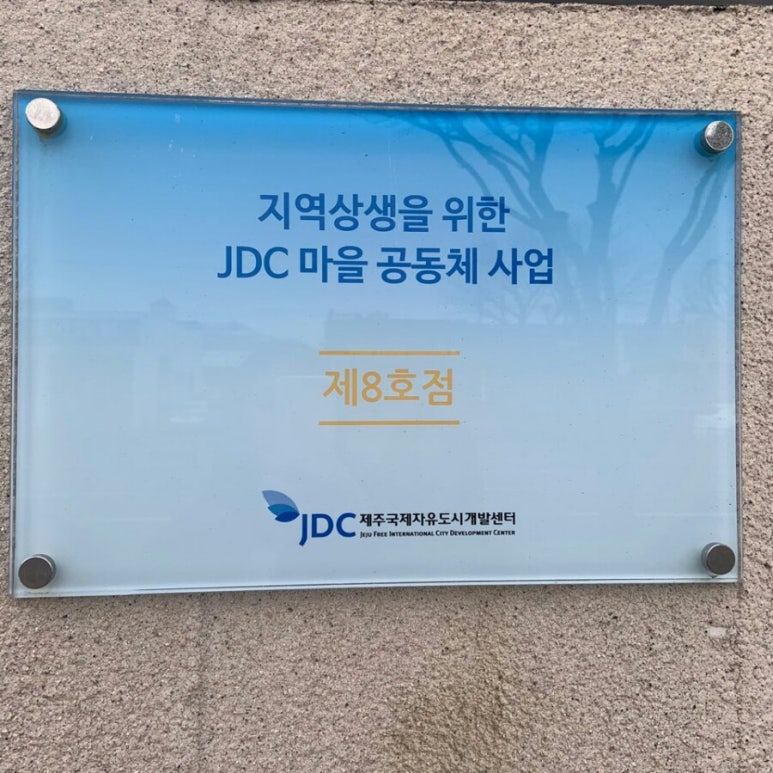 지역상생을 위한
JDC 마을 공동체 사업
제8호점
JDC 제주국제자유도시개발센터
JEJU FREE INTERNATIONAL CITY DEVELOPMENT CENTER